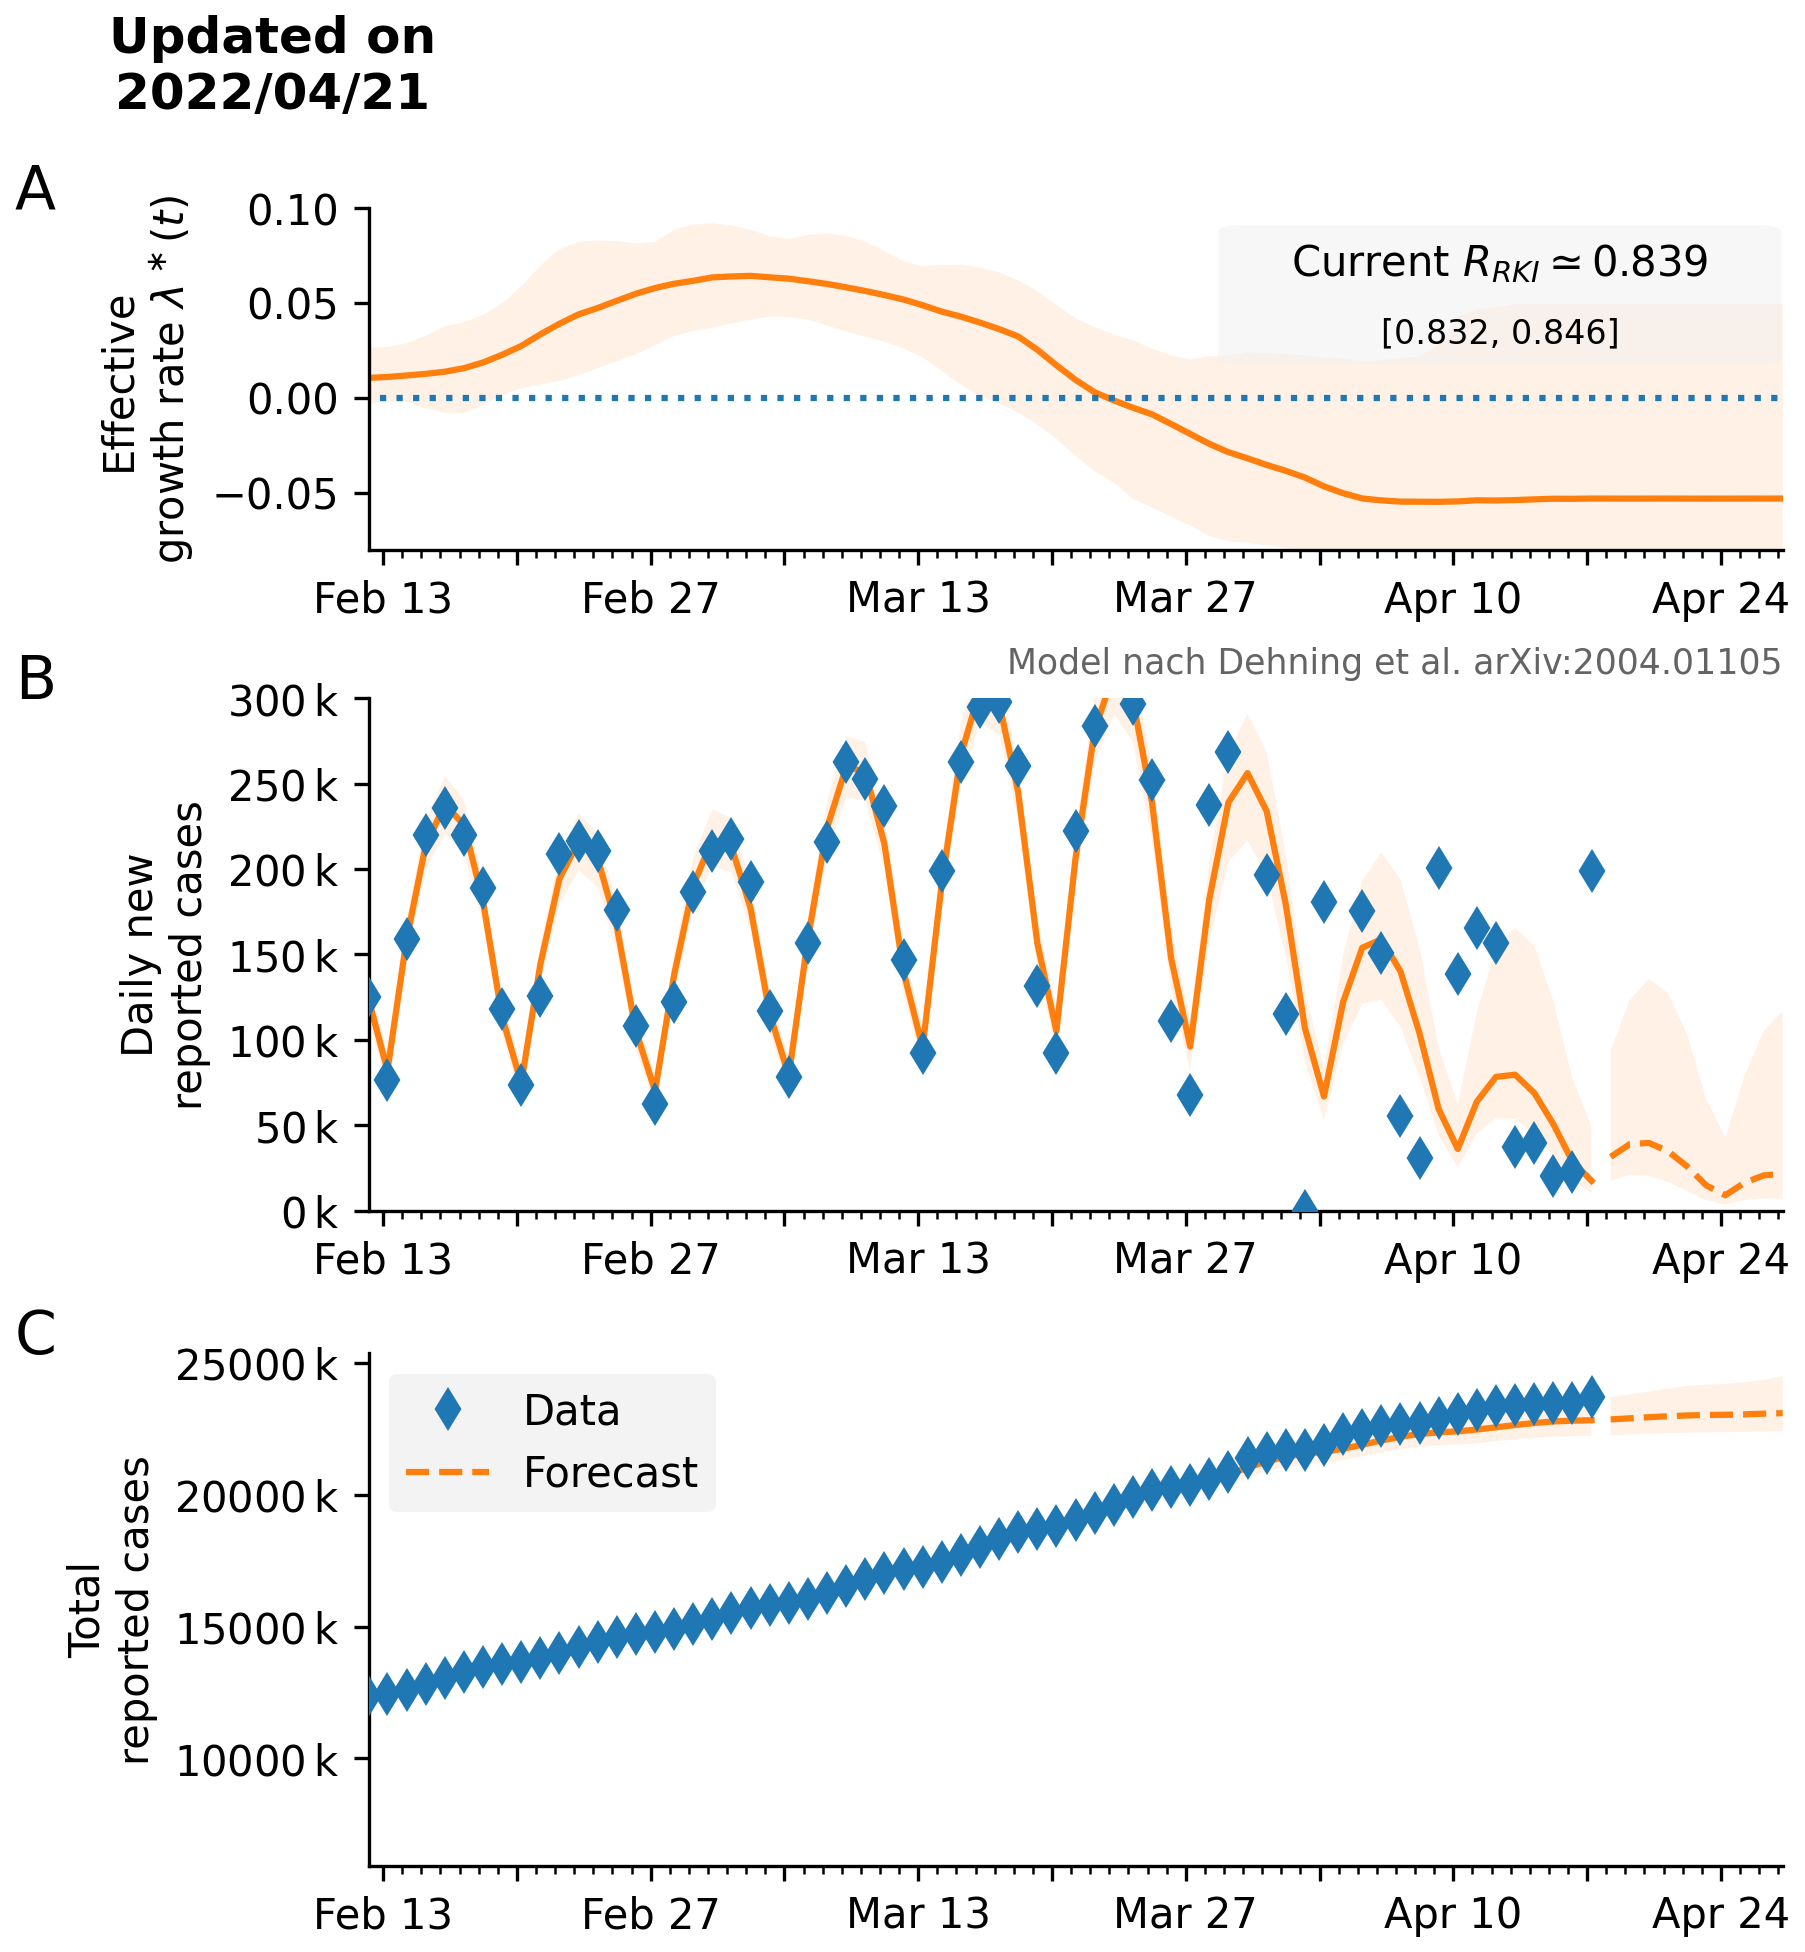 Updated on
2022/04/21
A
Effective
growth rate λ * (t)
0.10
0.05
0.00
−0.05
Current R_RKI ≃ 0.839
[0.832, 0.846]
Feb 13 Feb 27 Mar 13 Mar 27 Apr 10 Apr 24
Model nach Dehning et al. arXiv:2004.01105
B
Daily new
reported cases
300 k
250 k
200 k
150 k
100 k
50 k
0 k
Feb 13 Feb 27 Mar 13 Mar 27 Apr 10 Apr 24
C
Total
reported cases
25000 k
20000 k
15000 k
10000 k
Data
Forecast
Feb 13 Feb 27 Mar 13 Mar 27 Apr 10 Apr 24